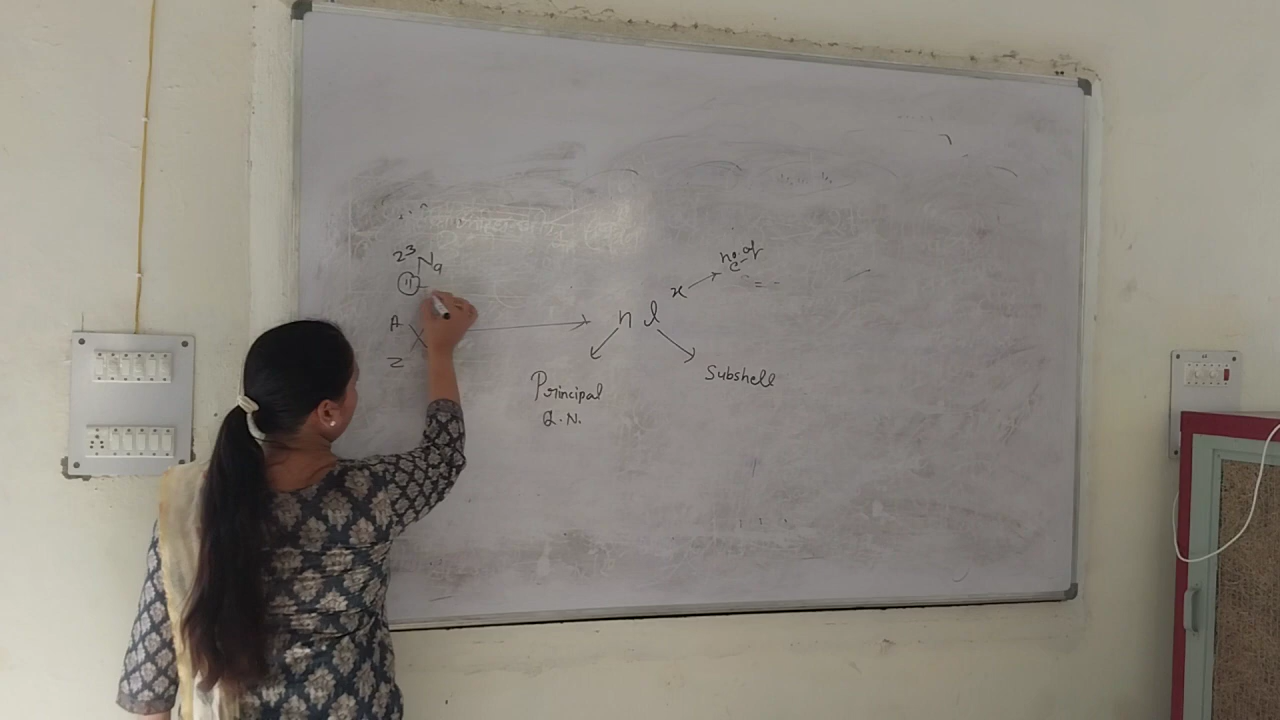 23 Na
11
A X
Z
n l x
no. of
e-
Principal
Q.N.
Subshell